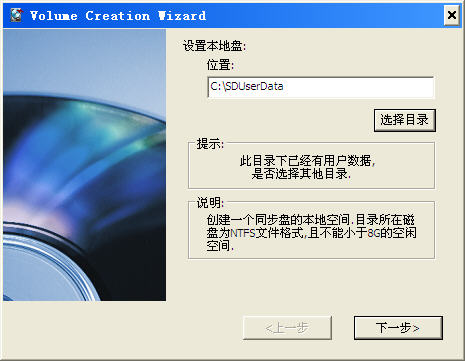 Volume Creation Wizard
设置本地盘:
位置:
C:\SDUserData
选择目录
提示:
此目录下已经有用户数据,
是否选择其他目录.
说明:
创建一个同步盘的本地空间.目录所在磁
盘为NTFS文件格式,且不能小于8G的空闲
空间.
<上一步
下一步>